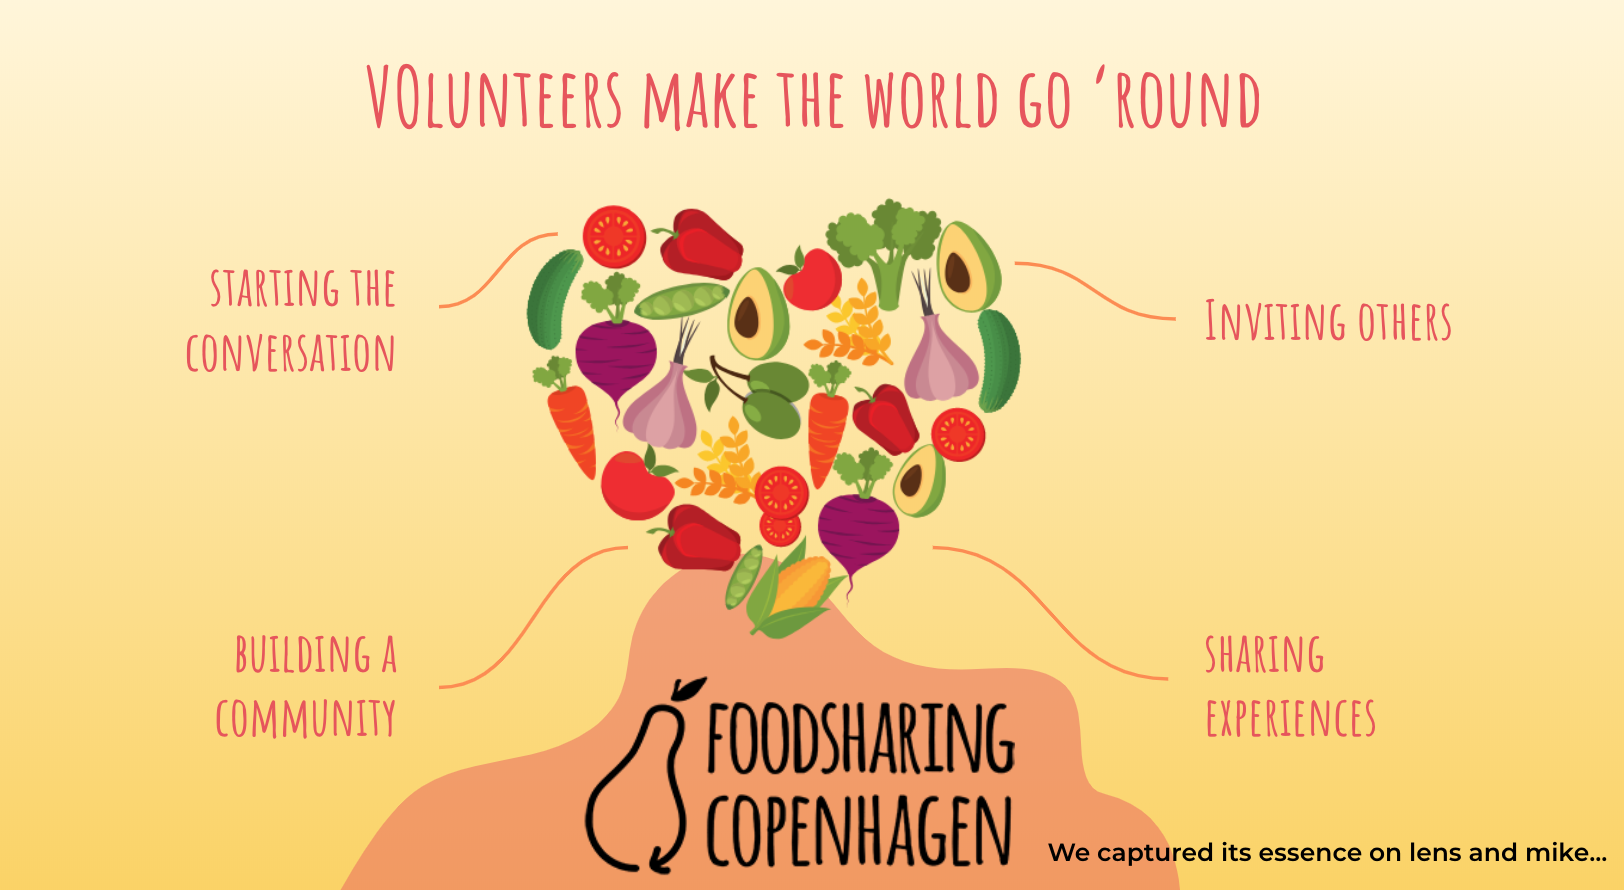 VOLUNTEERS MAKE THE WORLD GO ‘ROUND
STARTING THE
CONVERSATION
INVITING OTHERS
BUILDING A
COMMUNITY
SHARING
EXPERIENCES
FOODSHARING
COPENHAGEN
We captured its essence on lens and mike...